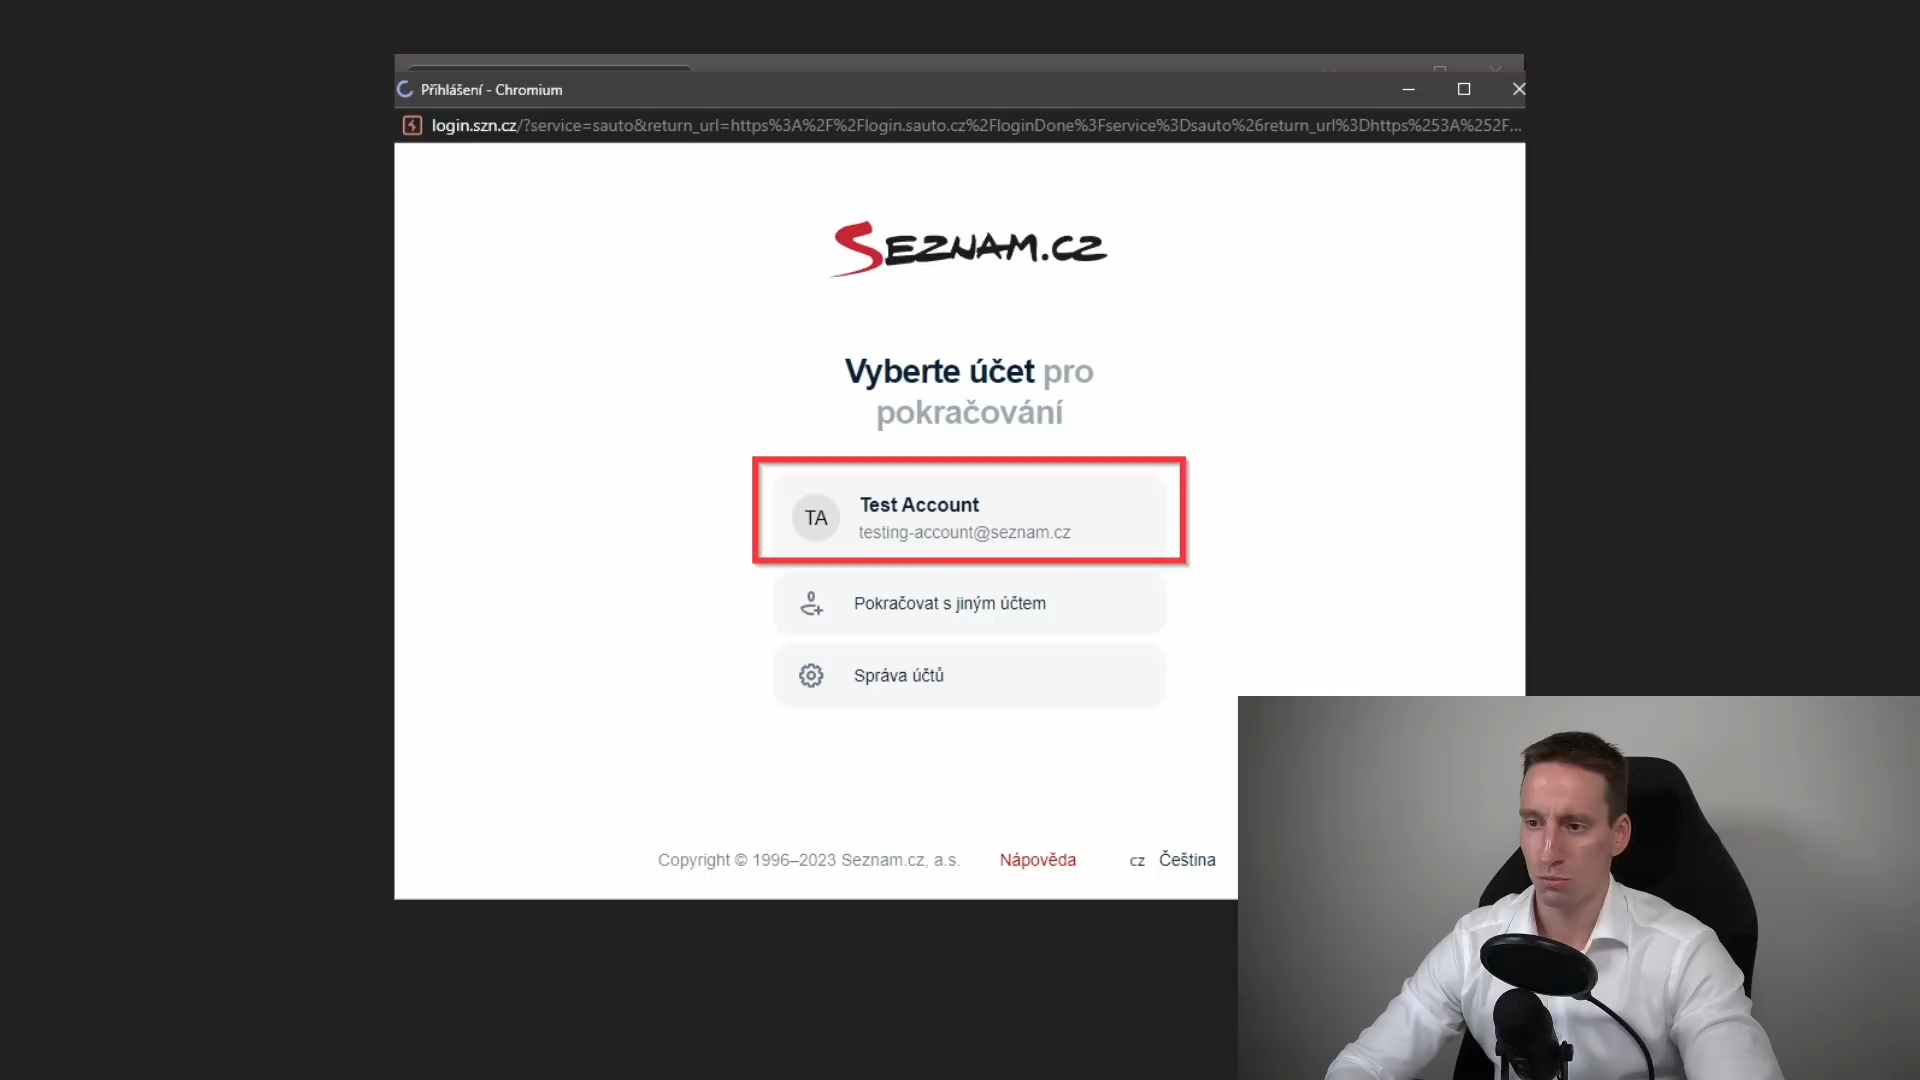 Přihlášení - Chromium
login.szn.cz/?service=sauto&return_url=https%3A%2F%2Flogin.sauto.cz%2FloginDone%3Fservice%3Dsauto%26return_url%3Dhttps%253A%252F...
SEZNAM.CZ
Vyberte účet pro
pokračování
TA
Test Account
testing-account@seznam.cz
Pokračovat s jiným účtem
Správa účtů
Copyright © 1996–2023 Seznam.cz, a.s. Nápověda cz Čeština